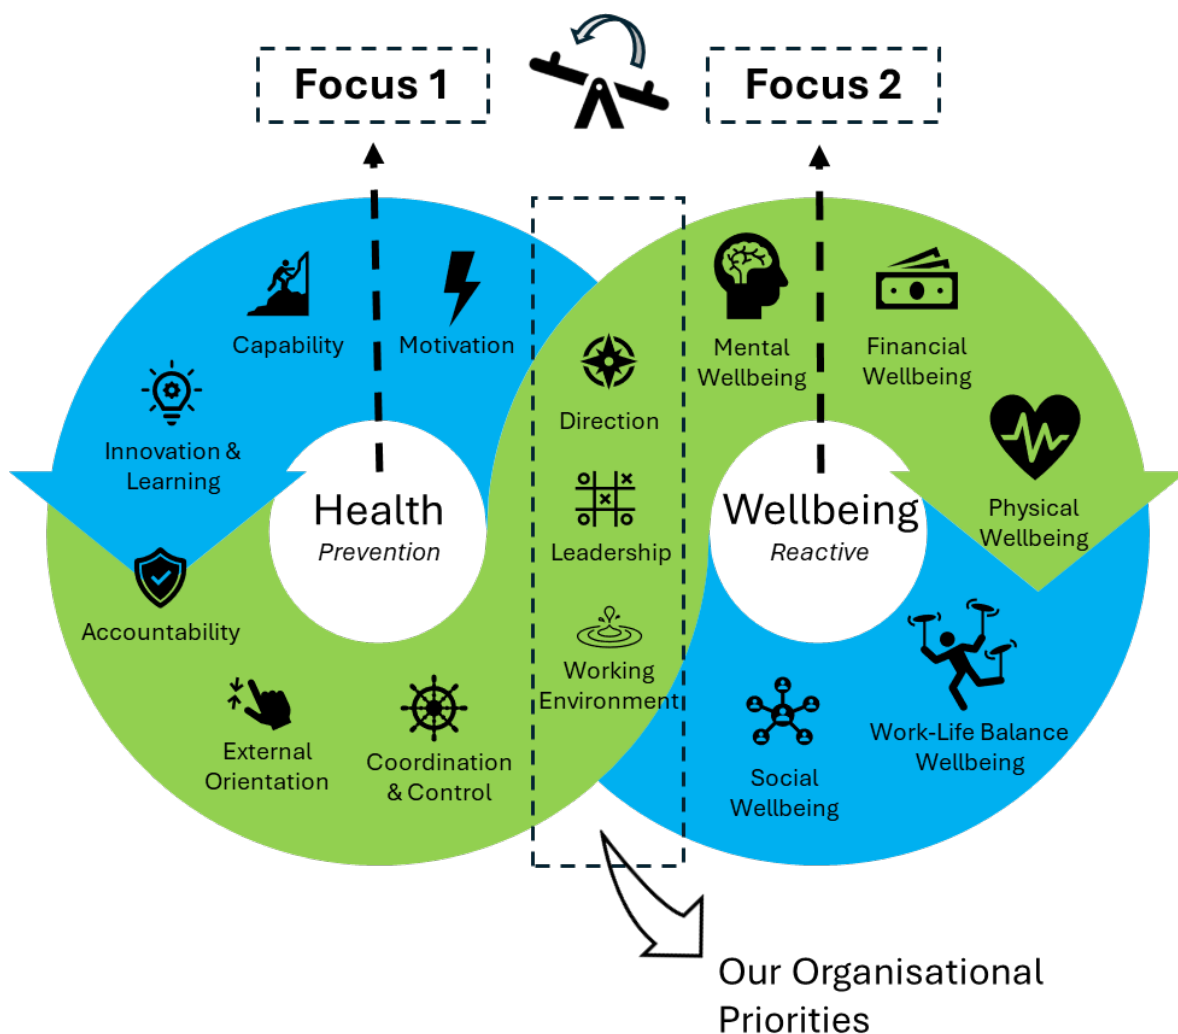 Focus 1
Focus 2
Capability
Motivation
Innovation &
Learning
Health
Prevention
Accountability
External
Orientation
Coordination
& Control
Direction
Leadership
Working
Environment
Mental
Wellbeing
Financial
Wellbeing
Physical
Wellbeing
Wellbeing
Reactive
Work-Life Balance
Wellbeing
Social
Wellbeing
Our Organisational
Priorities